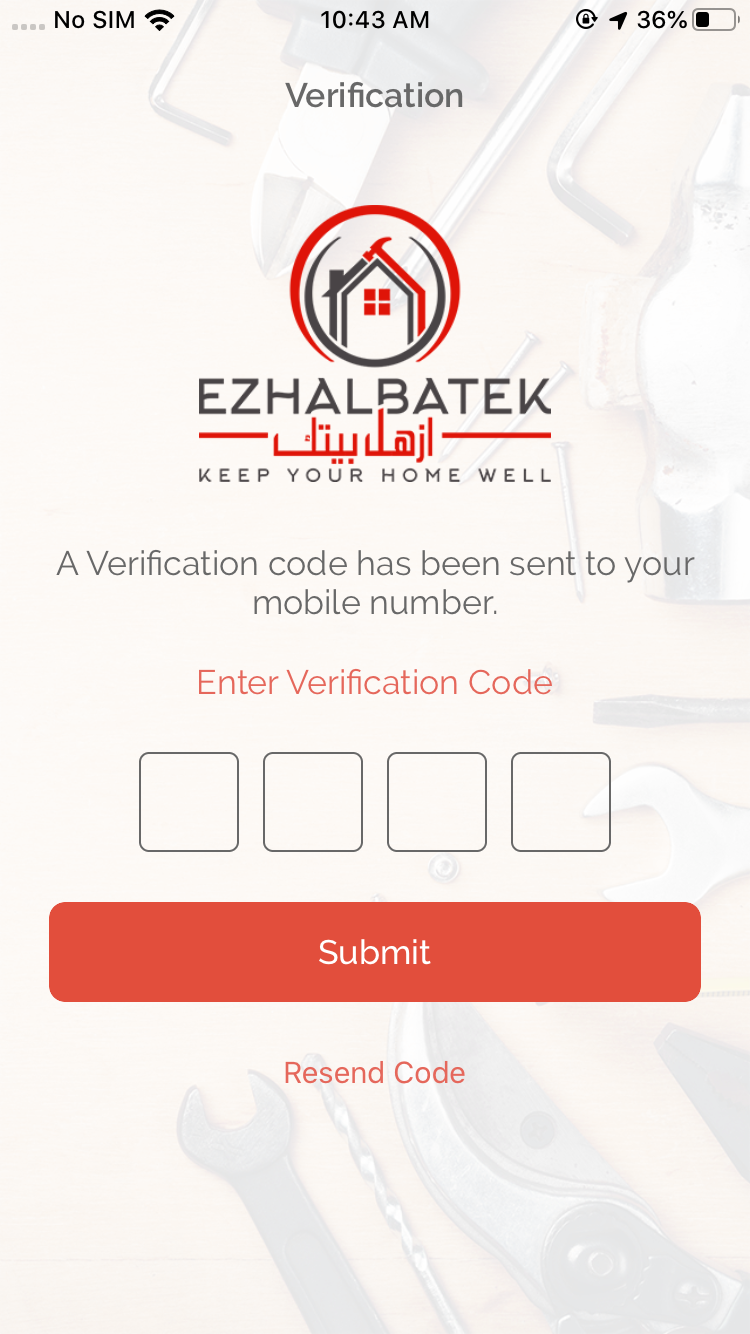 No SIM 10:43 AM 36%
Verification
EZHALBATEK
ازهل بيتك
KEEP YOUR HOME WELL
A Verification code has been sent to your
mobile number.
Enter Verification Code
Submit
Resend Code